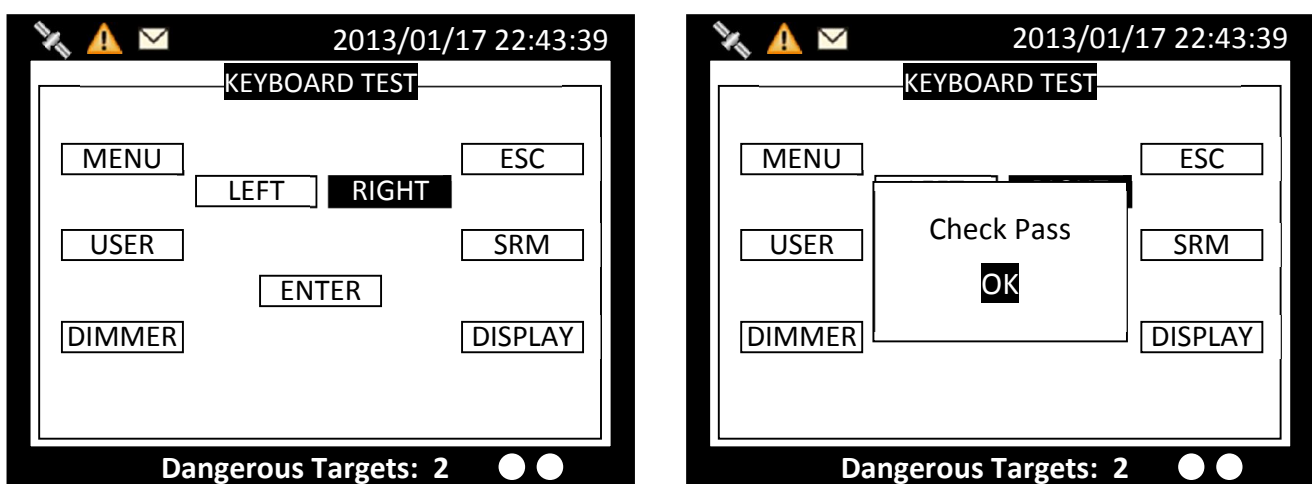 2013/01/17 22:43:39
KEYBOARD TEST
MENU
ESC
LEFT RIGHT
USER
SRM
ENTER
DIMMER
DISPLAY
Dangerous Targets: 2
2013/01/17 22:43:39
KEYBOARD TEST
MENU
ESC
Check Pass
USER
SRM
OK
DIMMER
DISPLAY
Dangerous Targets: 2